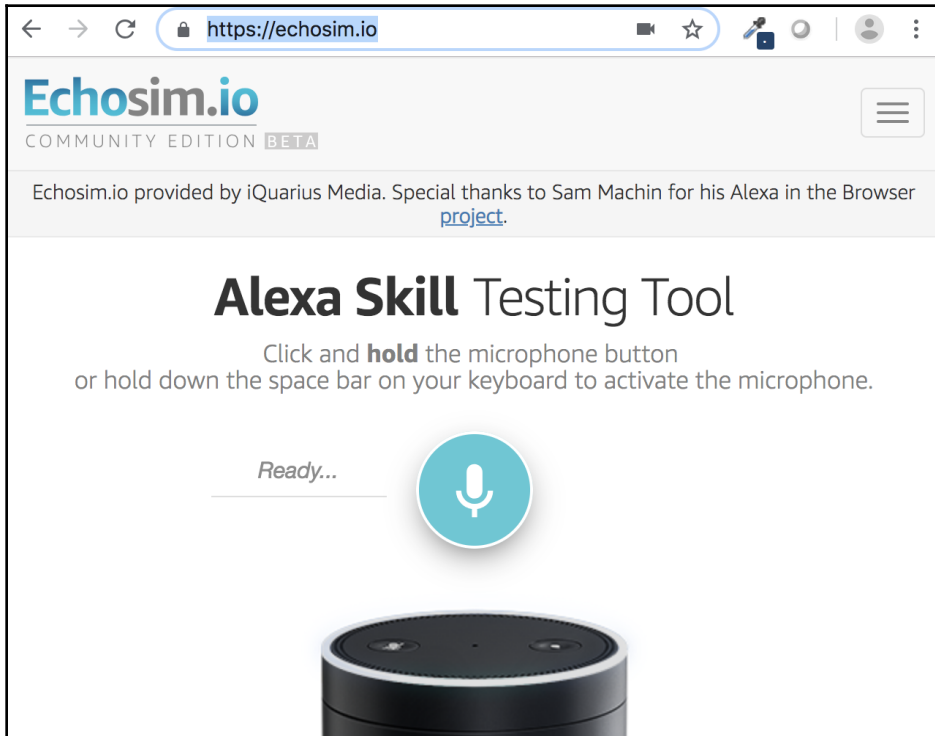 https://echosim.io
Echosim.io
COMMUNITY EDITION BETA
Echosim.io provided by iQuarius Media. Special thanks to Sam Machin for his Alexa in the Browser
project.
Alexa Skill Testing Tool
Click and hold the microphone button
or hold down the space bar on your keyboard to activate the microphone.
Ready...